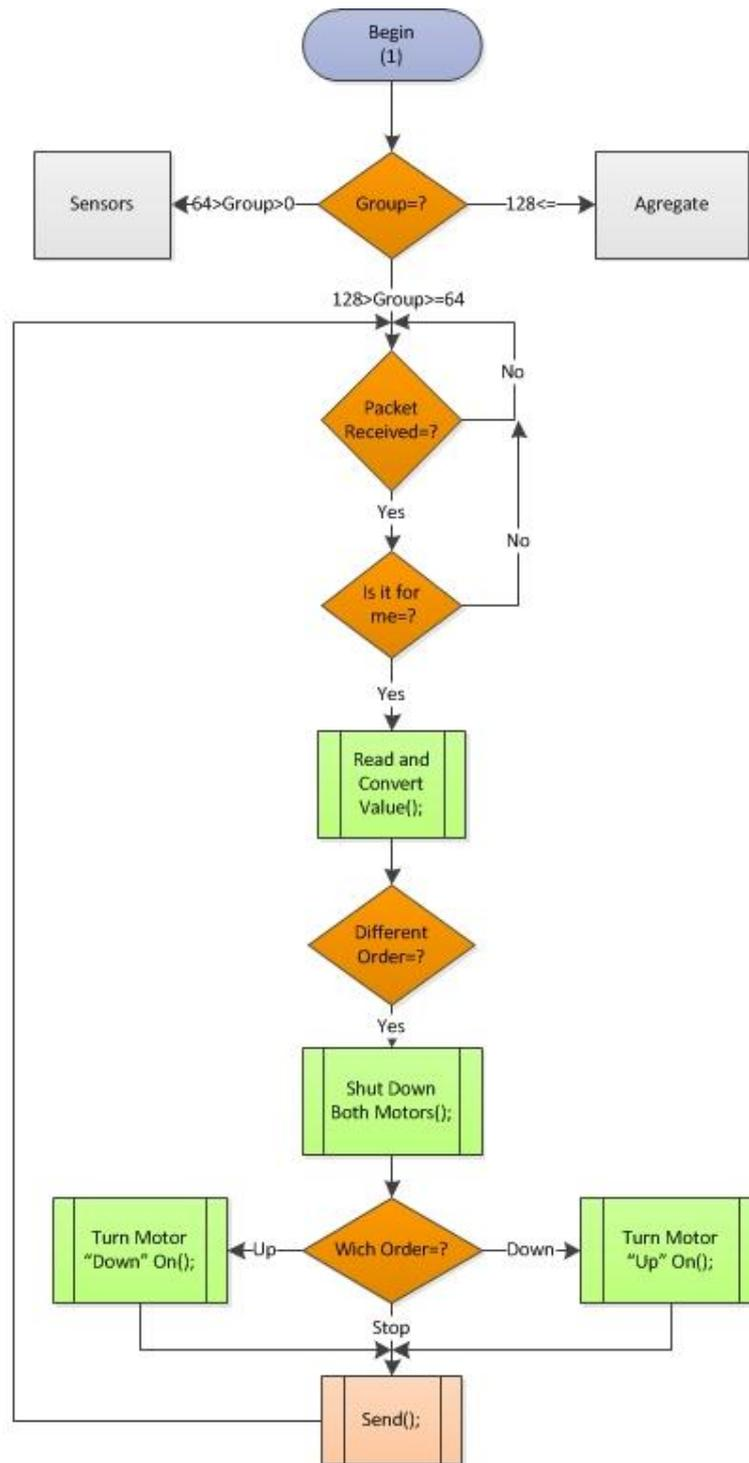 Begin
(1)
Sensors
64>Group>0
Group=?
128<=
Agregate
128>Group>=64
No
Packet
Received=?
Yes
No
Is it for
me=?
Yes
Read and
Convert
Value();
Different
Order=?
Yes
Shut Down
Both Motors();
Turn Motor
“Down” On();
Up
Wich Order=?
Down
Turn Motor
“Up” On();
Stop
Send();